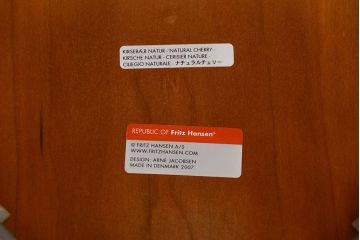 KIRSEBÆR NATUR · NATURAL CHERRY ·
KIRSCHE NATUR · CERISIER NATURE ·
CILIEGIO NATURALE · ナチュラルチェリー
REPUBLIC OF Fritz Hansen®
© FRITZ HANSEN A/S
WWW.FRITZHANSEN.COM
DESIGN: ARNE JACOBSEN
MADE IN DENMARK 2007